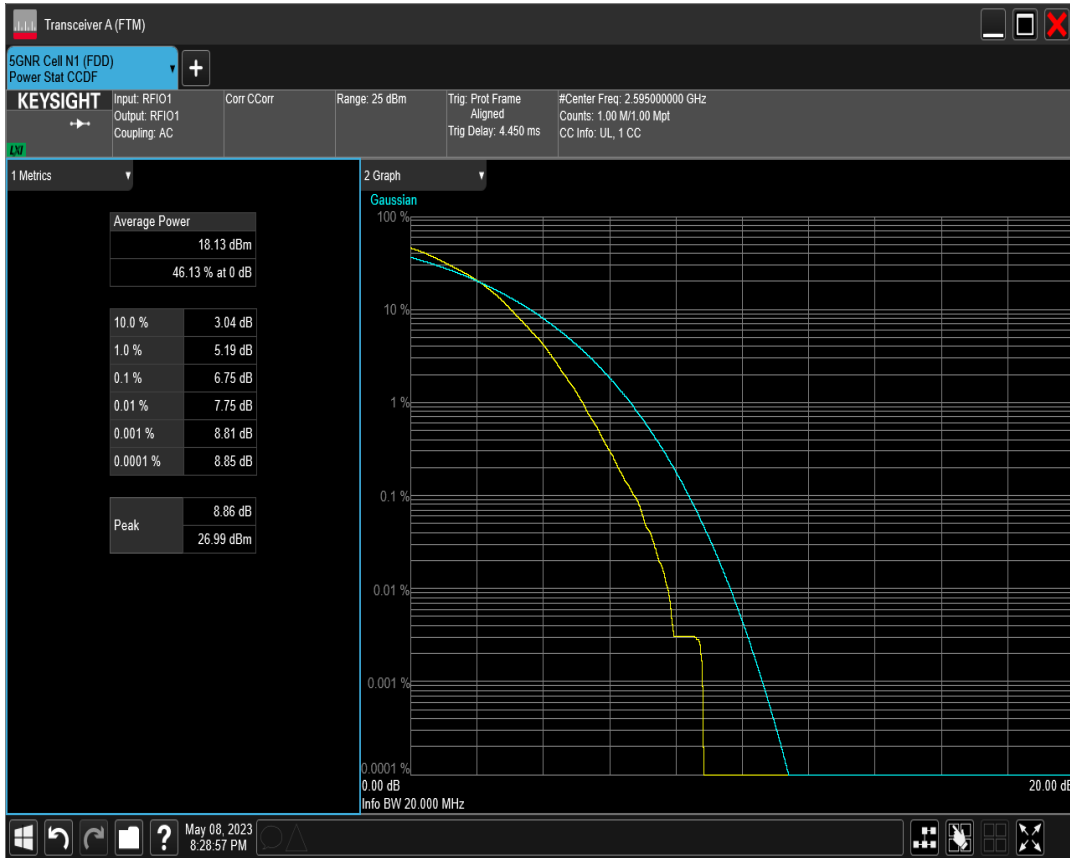 Transceiver A (FTM)
5GNR Cell N1 (FDD)
Power Stat CCDF
+
KEYSIGHT
LXI
Input: RFIO1
Output: RFIO1
Coupling: AC
Corr CCorr
Range: 25 dBm
Trig: Prot Frame
Aligned
Trig Delay: 4.450 ms
#Center Freq: 2.595000000 GHz
Counts: 1.00 M/1.00 Mpt
CC Info: UL, 1 CC
1 Metrics
Average Power
18.13 dBm
46.13 % at 0 dB
10.0 % 3.04 dB
1.0 % 5.19 dB
0.1 % 6.75 dB
0.01 % 7.75 dB
0.001 % 8.81 dB
0.0001 % 8.85 dB
Peak
8.86 dB
26.99 dBm
2 Graph
Gaussian
100 %
10 %
1 %
0.1 %
0.01 %
0.001 %
0.0001 %
0.00 dB 20.00 dB
Info BW 20.000 MHz
?
May 08, 2023
8:28:57 PM